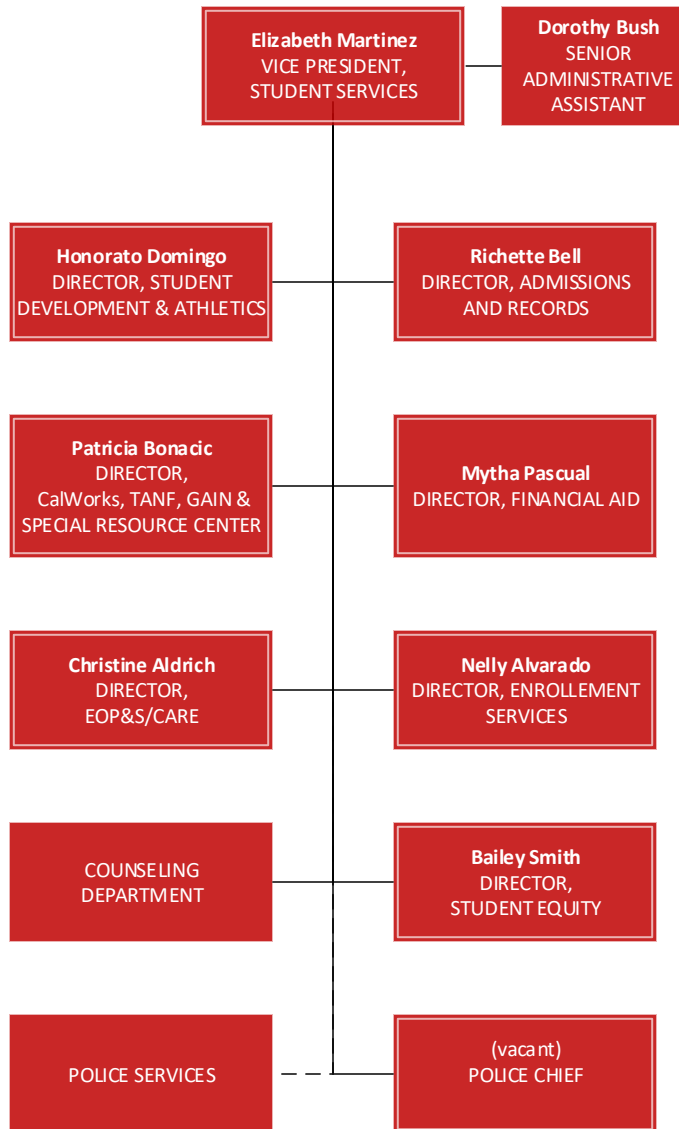 Elizabeth Martinez
VICE PRESIDENT,
STUDENT SERVICES
Dorothy Bush
SENIOR
ADMINISTRATIVE
ASSISTANT
Honorato Domingo
DIRECTOR, STUDENT
DEVELOPMENT & ATHLETICS
Richette Bell
DIRECTOR, ADMISSIONS
AND RECORDS
Patricia Bonacic
DIRECTOR,
CalWorks, TANF, GAIN &
SPECIAL RESOURCE CENTER
Mytha Pascual
DIRECTOR, FINANCIAL AID
Christine Aldrich
DIRECTOR,
EOP&S/CARE
Nelly Alvarado
DIRECTOR, ENROLLEMENT
SERVICES
COUNSELING
DEPARTMENT
Bailey Smith
DIRECTOR,
STUDENT EQUITY
POLICE SERVICES
(vacant)
POLICE CHIEF